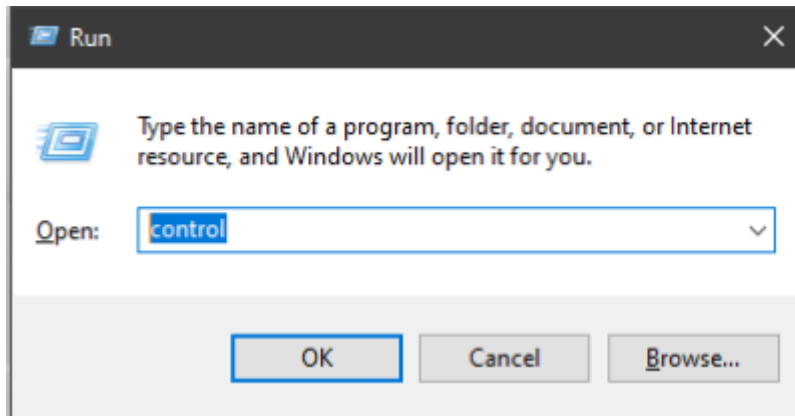 Run
Type the name of a program, folder, document, or Internet
resource, and Windows will open it for you.
Open: control
OK Cancel Browse...